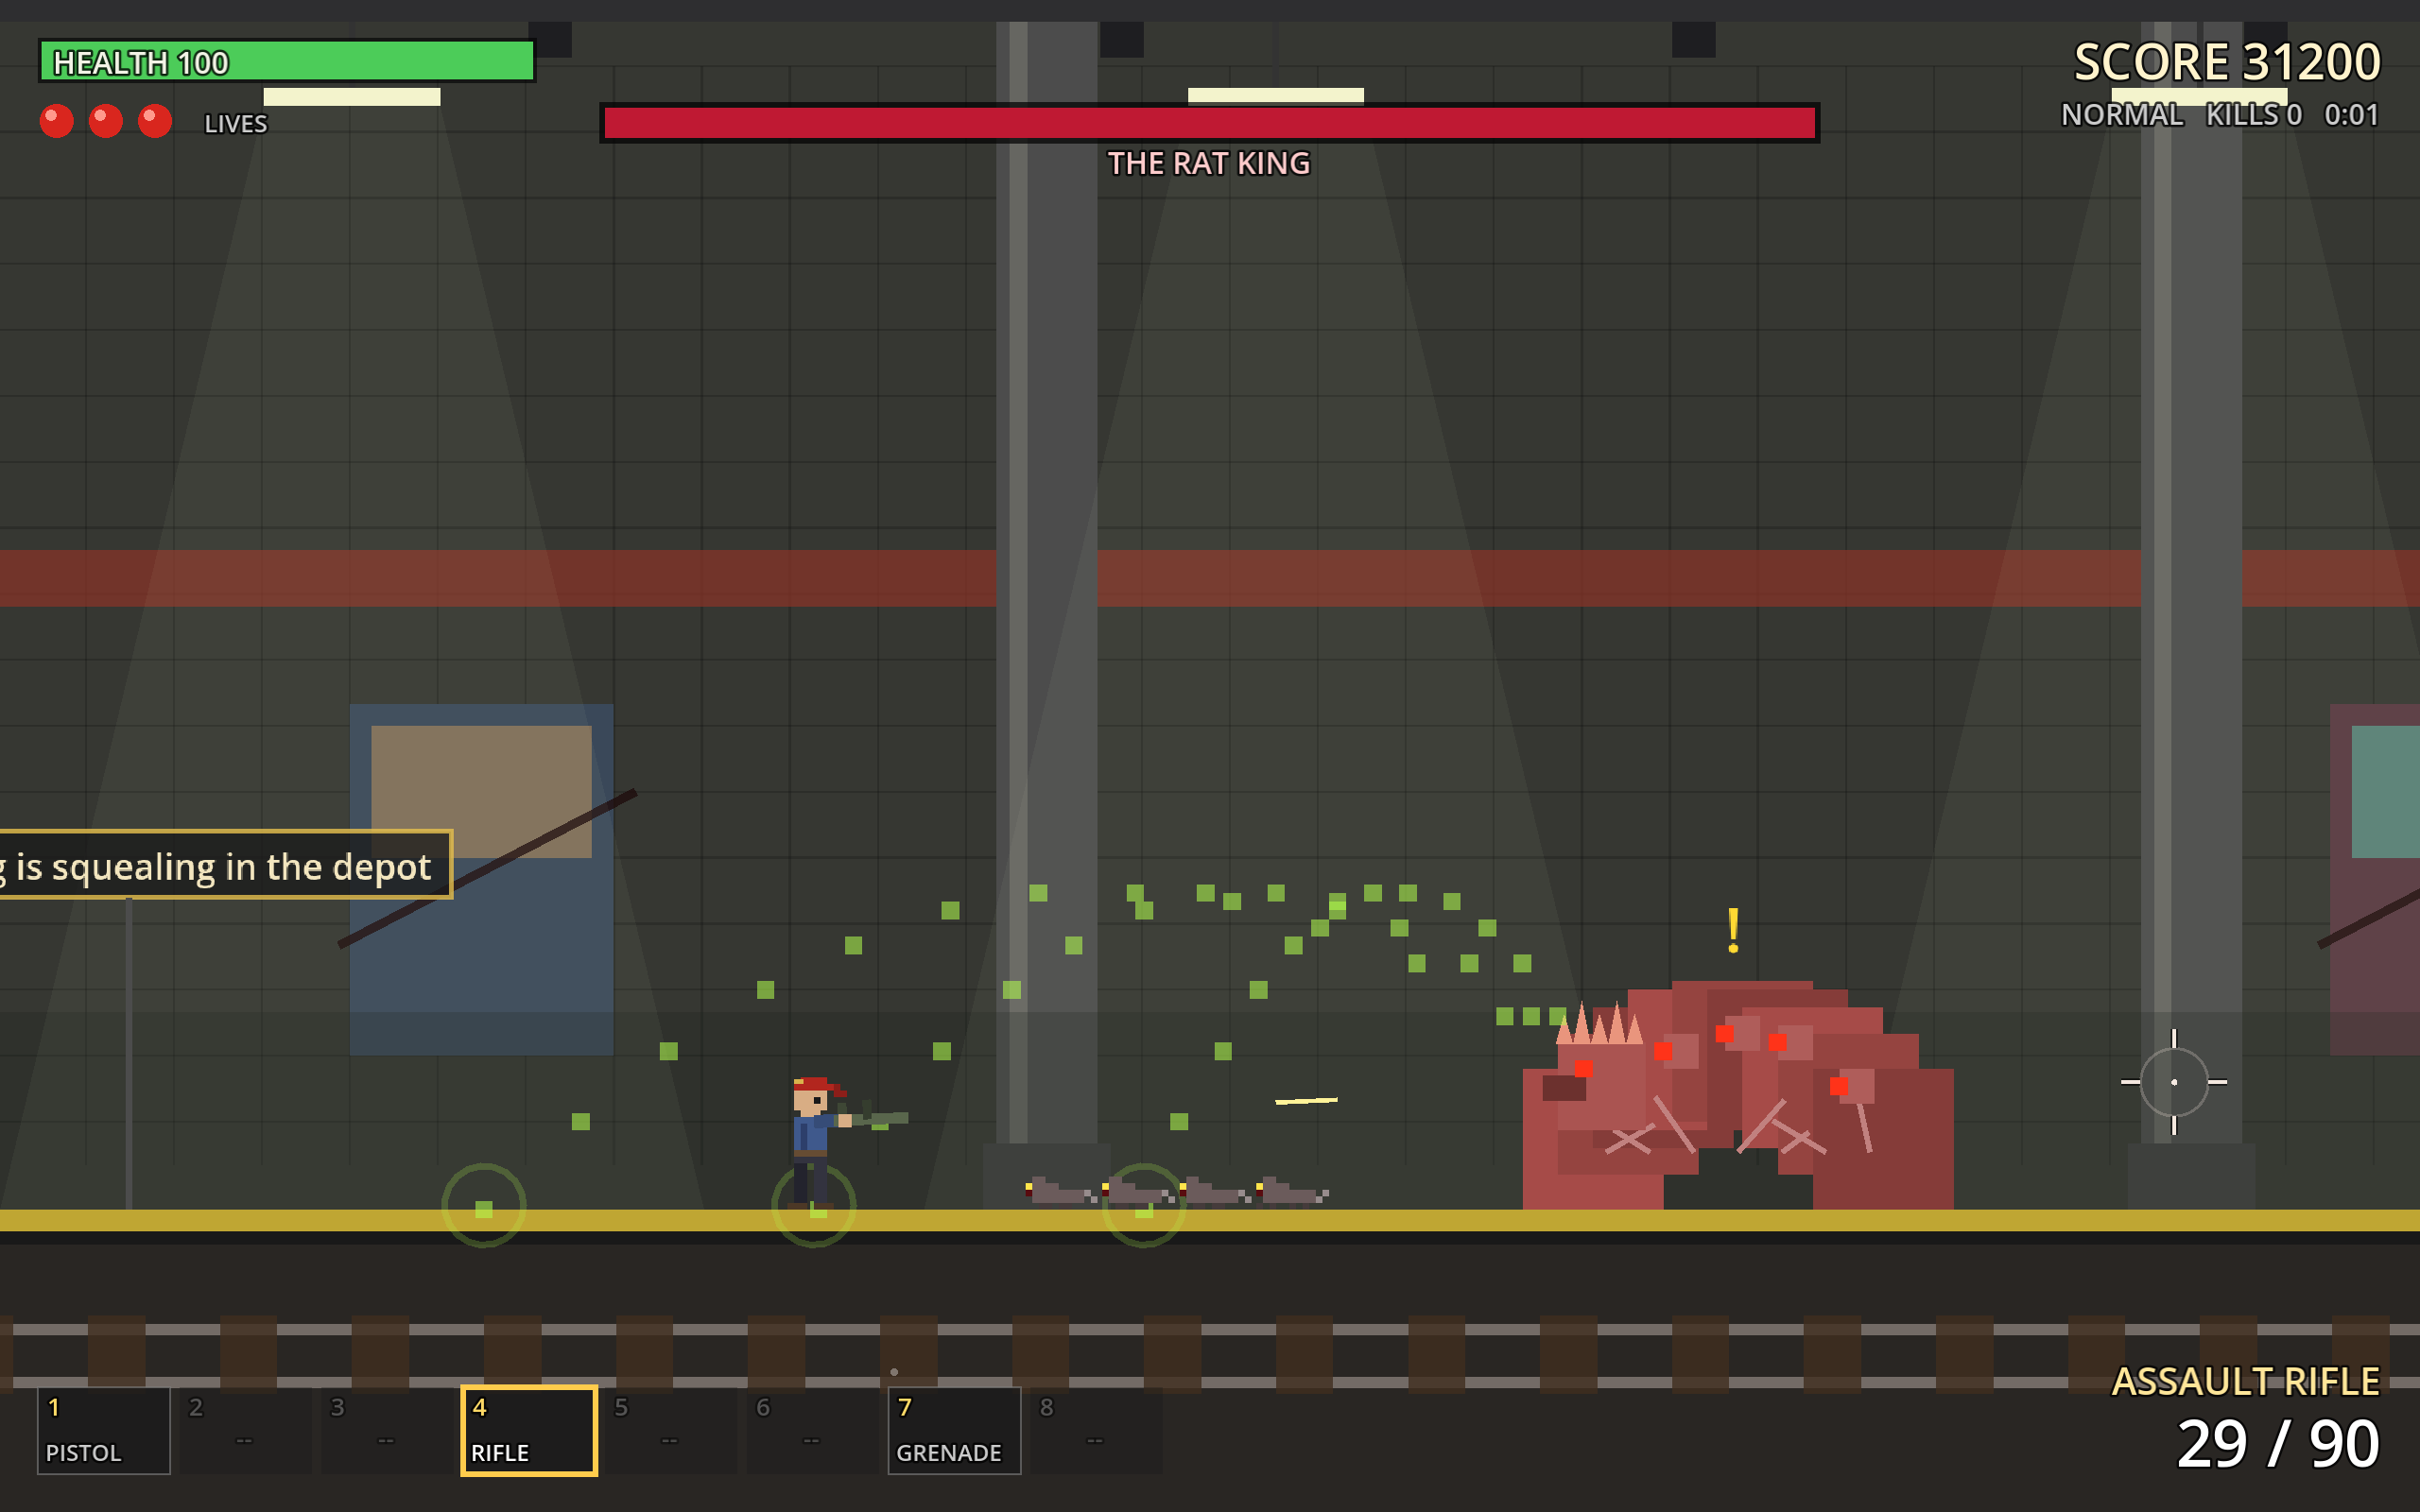 HEALTH 100
LIVES
THE RAT KING
SCORE 31200
NORMAL KILLS 0 0:01
is squealing in the depot
!
1
PISTOL
2
--
3
--
4
RIFLE
5
--
6
--
7
GRENADE
8
--
ASSAULT RIFLE
29 / 90